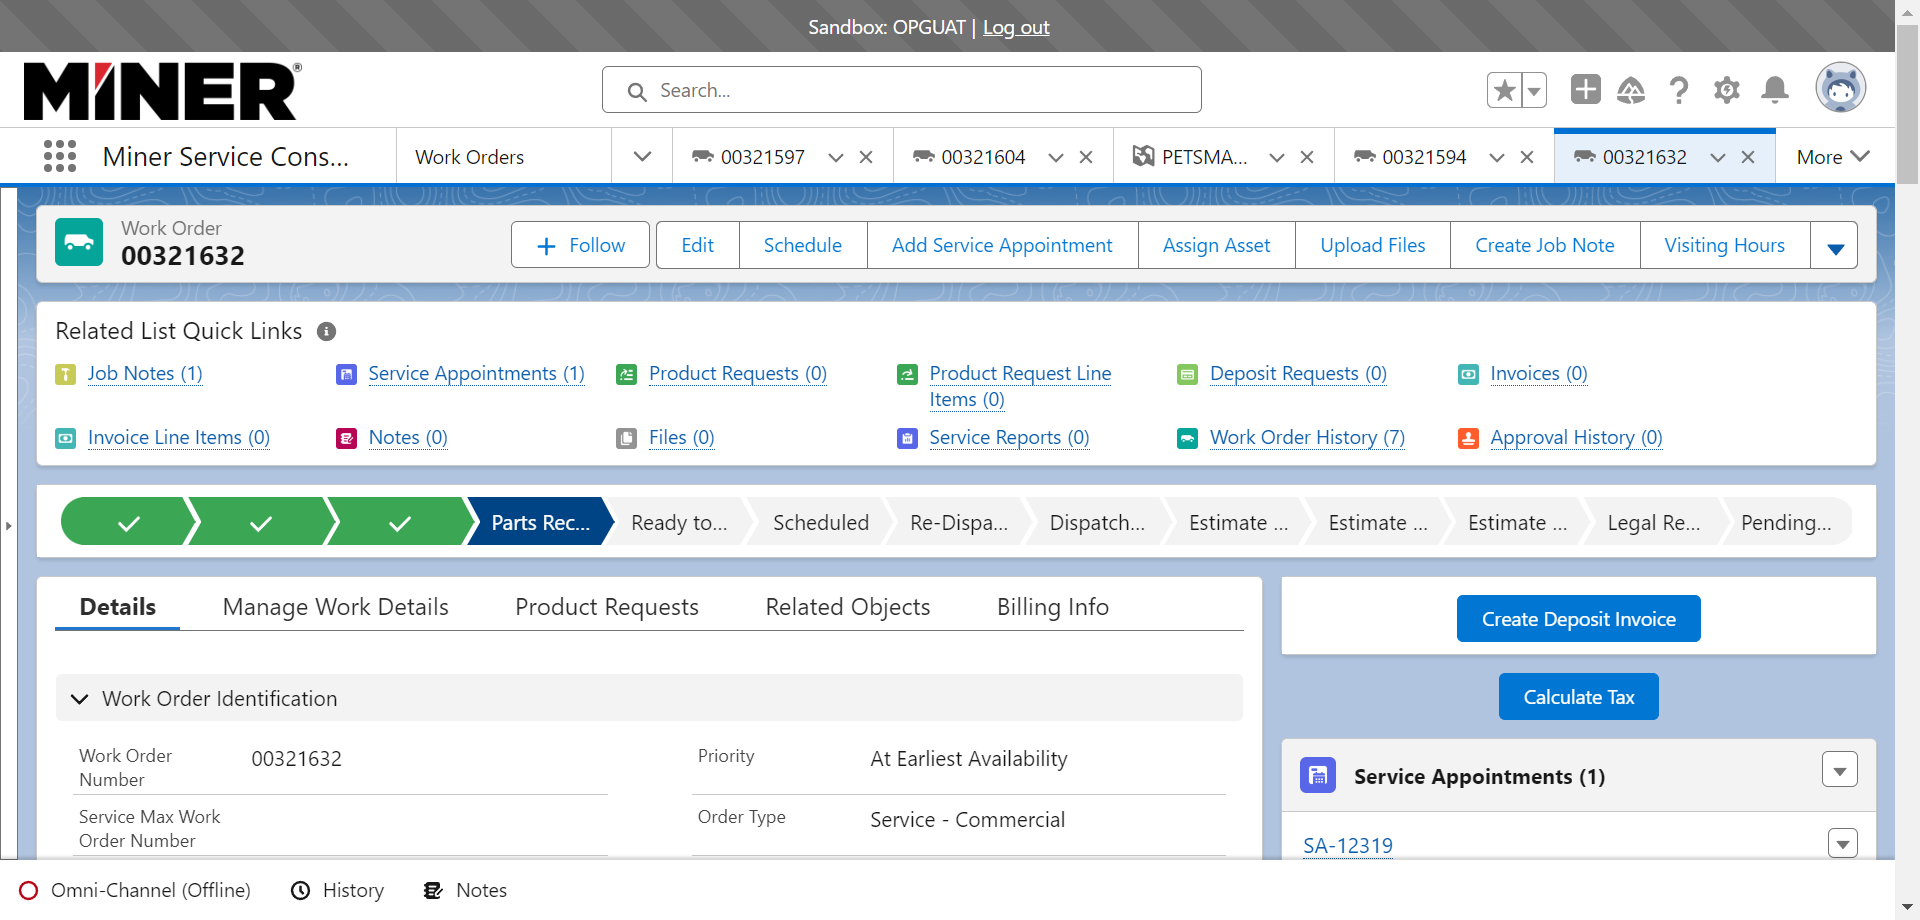 Sandbox: OPGUAT | Log out
MINER®
Search...
Miner Service Cons...
Work Orders
00321597
00321604
PETSMA...
00321594
00321632
More
Work Order
00321632
Follow
Edit
Schedule
Add Service Appointment
Assign Asset
Upload Files
Create Job Note
Visiting Hours
Related List Quick Links
Job Notes (1)
Service Appointments (1)
Product Requests (0)
Product Request Line
Items (0)
Deposit Requests (0)
Invoices (0)
Invoice Line Items (0)
Notes (0)
Files (0)
Service Reports (0)
Work Order History (7)
Approval History (0)
Parts Rec...
Ready to...
Scheduled
Re-Dispa...
Dispatch...
Estimate ...
Estimate ...
Estimate ...
Legal Re...
Pending...
Details
Manage Work Details
Product Requests
Related Objects
Billing Info
Create Deposit Invoice
Calculate Tax
Work Order Identification
Work Order
Number
00321632
Priority
At Earliest Availability
Service Max Work
Order Number
Order Type
Service - Commercial
Service Appointments (1)
SA-12319
Omni-Channel (Offline)
History
Notes